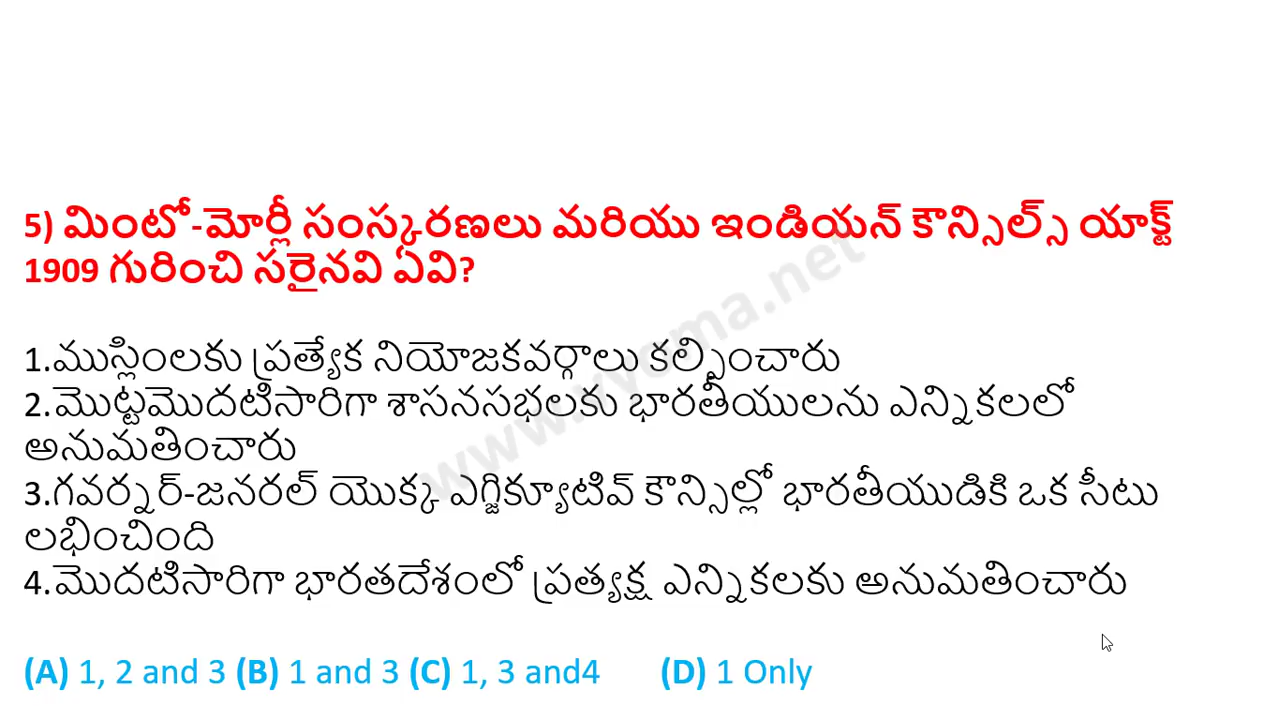 5) మింటో-మోర్లీ సంస్కరణలు మరియు ఇండియన్ కౌన్సిల్స్ యాక్ట్
1909 గురించి సరైనవి ఏవి?
1.ముస్లింలకు ప్రత్యేక నియోజకవర్గాలు కల్పించారు
2.మొట్టమొదటిసారిగా శాసనసభలకు భారతీయులను ఎన్నికలలో
అనుమతించారు
3.గవర్నర్-జనరల్ యొక్క ఎగ్జిక్యూటివ్ కౌన్సిల్లో భారతీయుడికి ఒక సీటు
లభించింది
4.మొదటిసారిగా భారతదేశంలో ప్రత్యక్ష ఎన్నికలకు అనుమతించారు
(A) 1, 2 and 3 (B) 1 and 3 (C) 1, 3 and4 (D) 1 Only